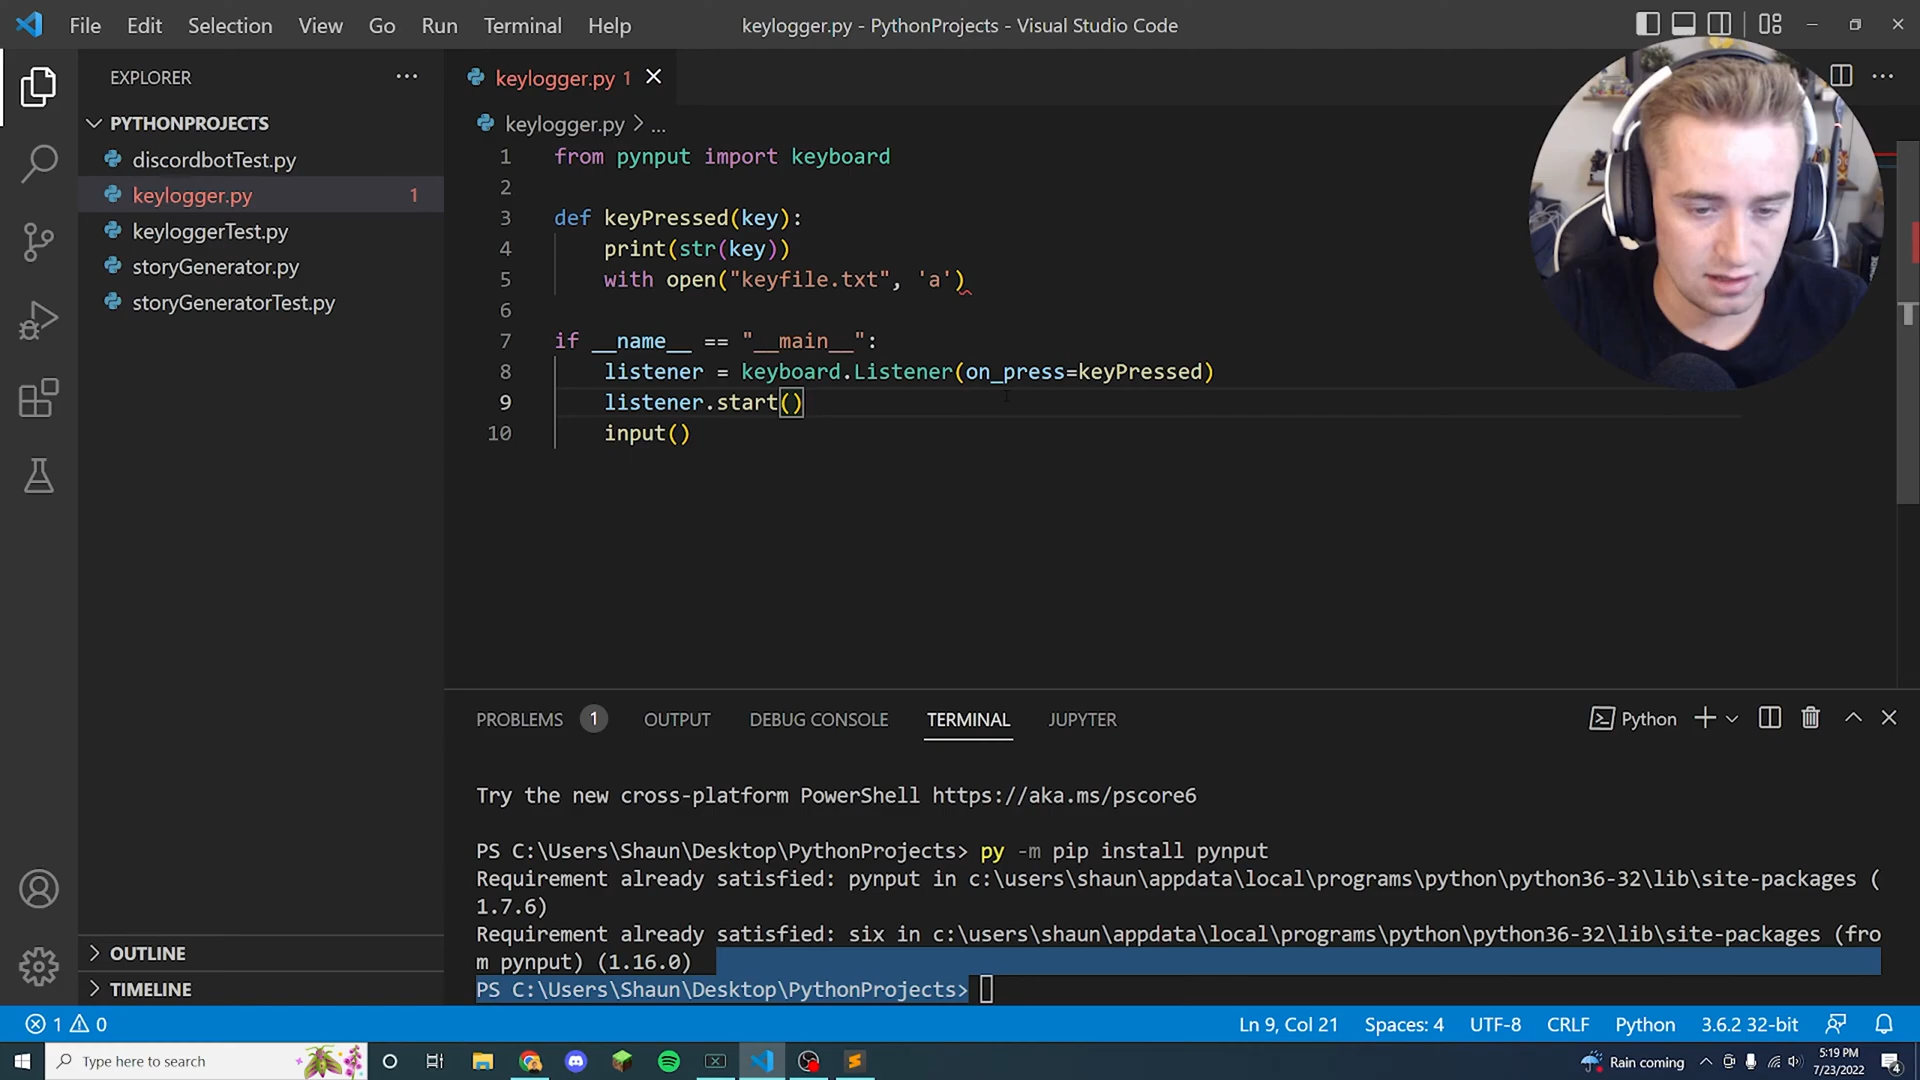 File Edit Selection View Go Run Terminal Help keylogger.py - PythonProjects - Visual Studio Code
EXPLORER
PYTHONPROJECTS
discordbotTest.py
keylogger.py 1
keyloggerTest.py
storyGenerator.py
storyGeneratorTest.py
OUTLINE
TIMELINE
keylogger.py 1
keylogger.py > ...
1 from pynput import keyboard
2
3 def keyPressed(key):
4 print(str(key))
5 with open("keyfile.txt", 'a')
6
7 if __name__ == "__main__":
8 listener = keyboard.Listener(on_press=keyPressed)
9 listener.start()
10 input()
PROBLEMS 1 OUTPUT DEBUG CONSOLE TERMINAL JUPYTER Python
Try the new cross-platform PowerShell https://aka.ms/pscore6
PS C:\Users\Shaun\Desktop\PythonProjects> py -m pip install pynput
Requirement already satisfied: pynput in c:\users\shaun\appdata\local\programs\python\python36-32\lib\site-packages (
1.7.6)
Requirement already satisfied: six in c:\users\shaun\appdata\local\programs\python\python36-32\lib\site-packages (fro
m pynput) (1.16.0)
PS C:\Users\Shaun\Desktop\PythonProjects>
1 0 Ln 9, Col 21 Spaces: 4 UTF-8 CRLF Python 3.6.2 32-bit
Type here to search Rain coming 5:19 PM
7/23/2022 4